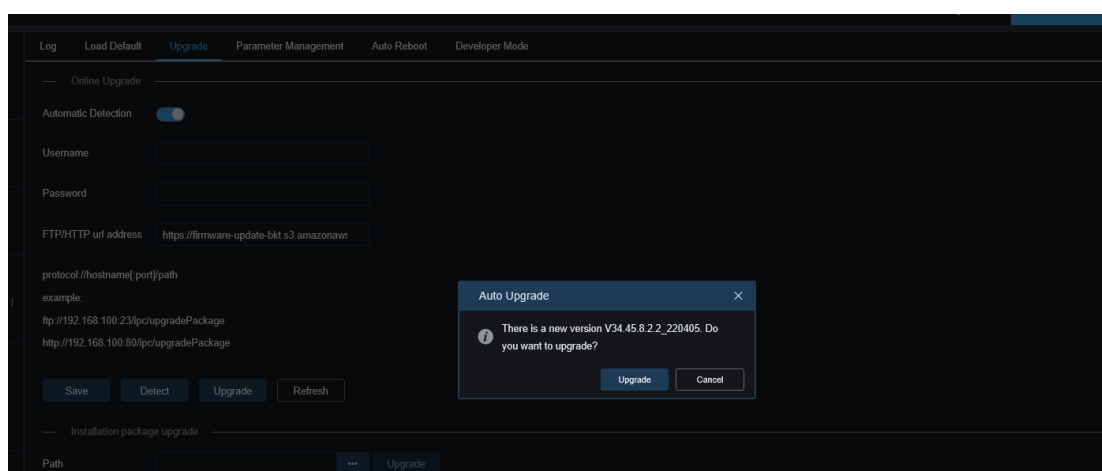 Log Load Default Upgrade Parameter Management Auto Reboot Developer Mode
Online Upgrade
Automatic Detection
Username
Password
FTP/HTTP url address https://firmware-update-bkt.s3.amazonaws
protocol://hostname[:port]/path
example:
ftp://192.168.100:23/ipc/upgradePackage
http://192.168.100:80/ipc/upgradePackage
Save Detect Upgrade Refresh
Auto Upgrade
There is a new version V34.45.8.2.2_220405. Do
you want to upgrade?
Upgrade Cancel
Installation package upgrade
Path ... Upgrade